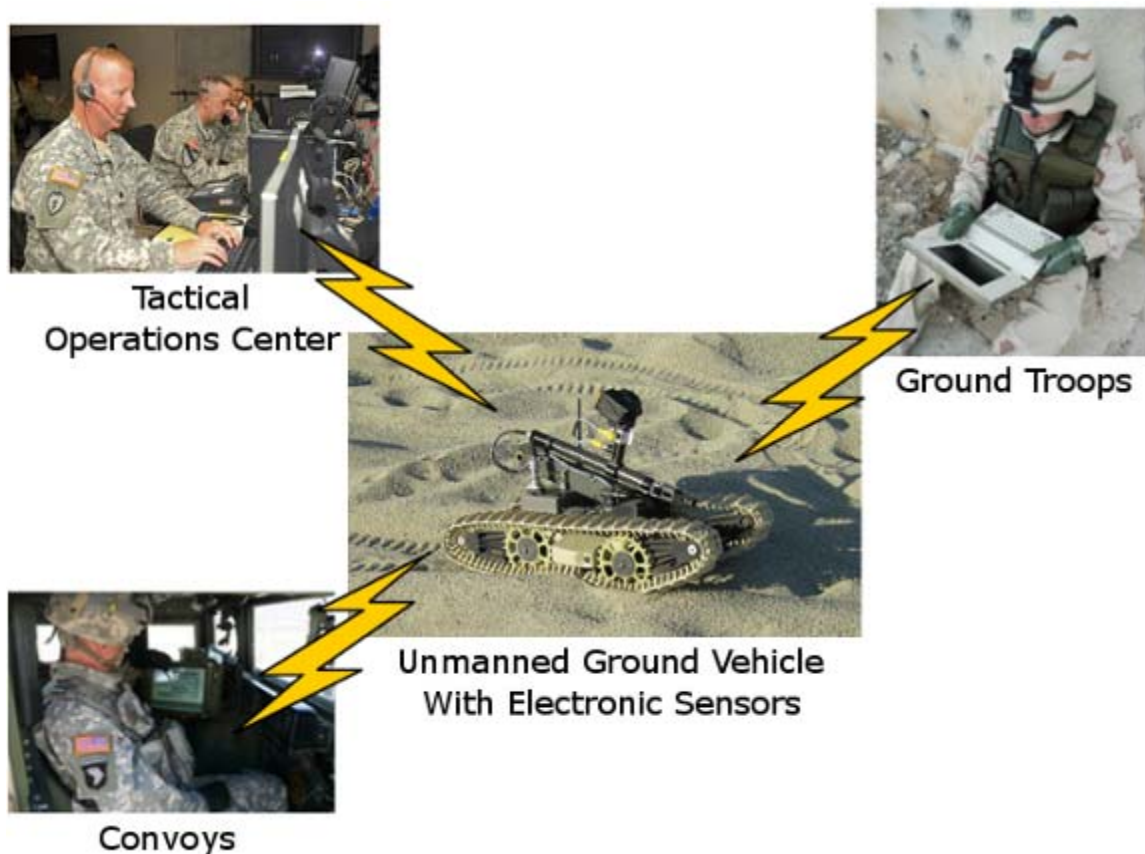 Tactical
Operations Center
Ground Troops
Unmanned Ground Vehicle
With Electronic Sensors
Convoys